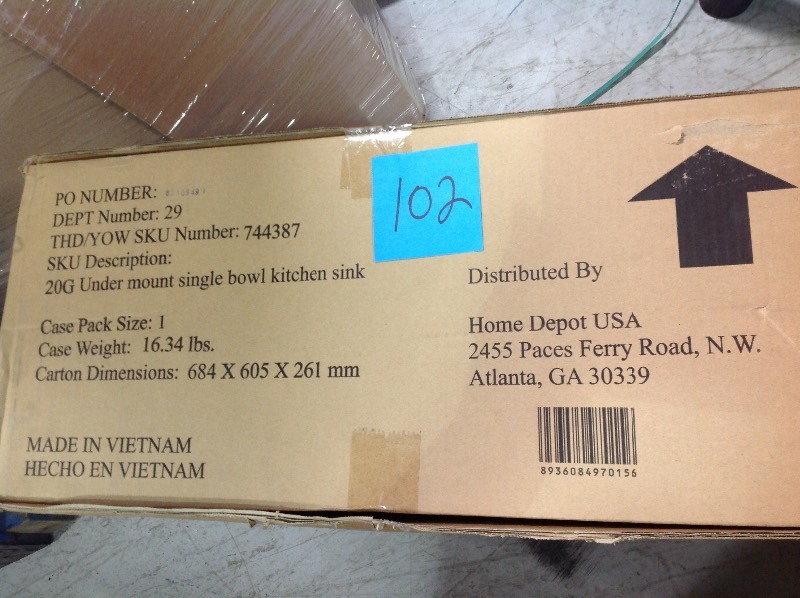 PO NUMBER:
DEPT Number: 29
THD/YOW SKU Number: 744387
SKU Description:
20G Under mount single bowl kitchen sink
Case Pack Size: 1
Case Weight: 16.34 lbs.
Carton Dimensions: 684 X 605 X 261 mm
MADE IN VIETNAM
HECHO EN VIETNAM
102
Distributed By
Home Depot USA
2455 Paces Ferry Road, N.W.
Atlanta, GA 30339
8936084970156